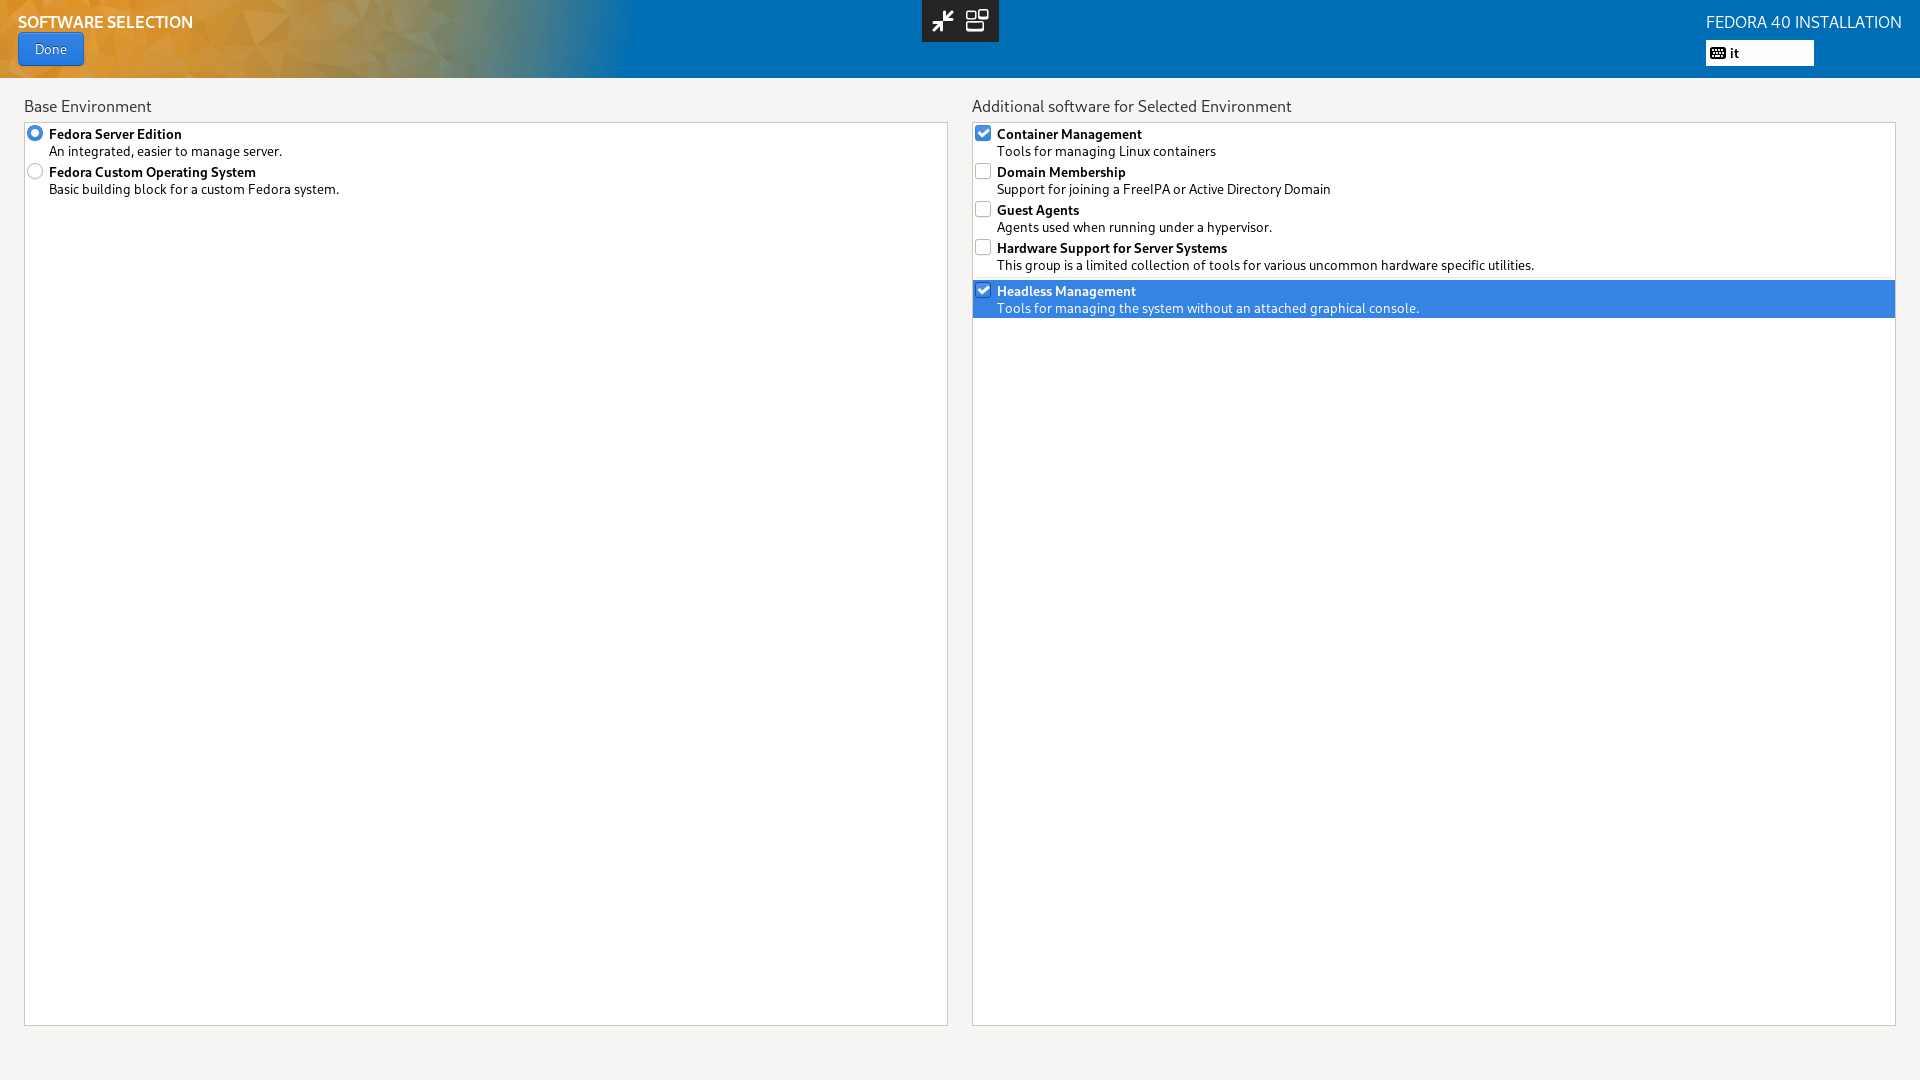 SOFTWARE SELECTION
Done
FEDORA 40 INSTALLATION
it
Base Environment
Fedora Server Edition
An integrated, easier to manage server.
Fedora Custom Operating System
Basic building block for a custom Fedora system.
Additional software for Selected Environment
Container Management
Tools for managing Linux containers
Domain Membership
Support for joining a FreeIPA or Active Directory Domain
Guest Agents
Agents used when running under a hypervisor.
Hardware Support for Server Systems
This group is a limited collection of tools for various uncommon hardware specific utilities.
Headless Management
Tools for managing the system without an attached graphical console.